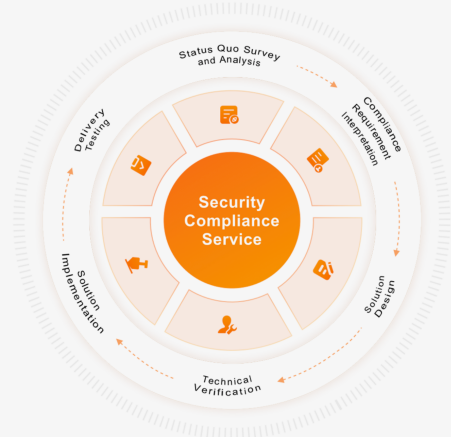 Status Quo Survey
and Analysis
Compliance
Requirement
Interpretation
Solution
Design
Technical
Verification
Solution
Implementation
Delivery
Testing
Security
Compliance
Service